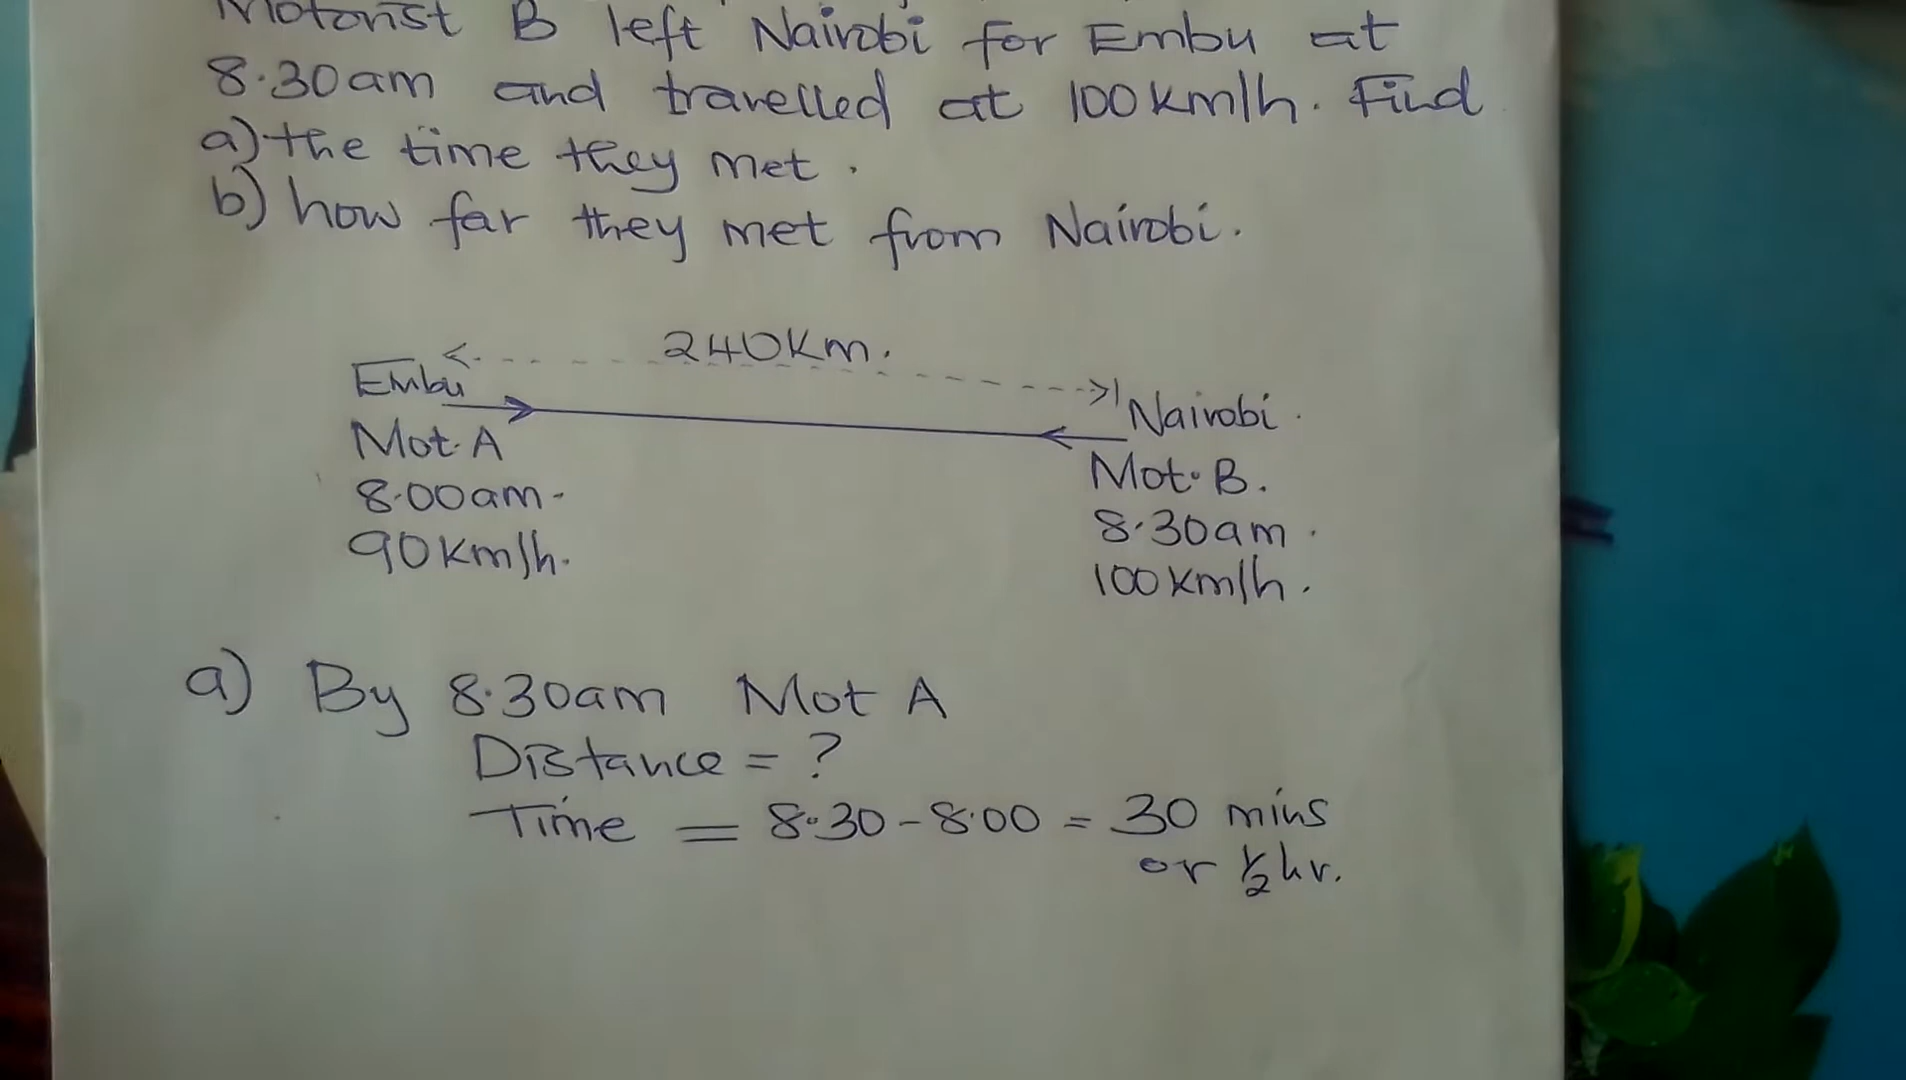 Motorist B left Nairobi for Embu at
8.30am and travelled at 100km/h. Find
a) the time they met.
b) how far they met from Nairobi.
240km.
Embu
Nairobi
Mot. A
Mot. B.
8.00am
8.30am
90km/h.
100km/h.
a) By 8.30am Mot A
Distance = ?
Time = 8.30 - 8.00 = 30 mins
or 1/2 hr.